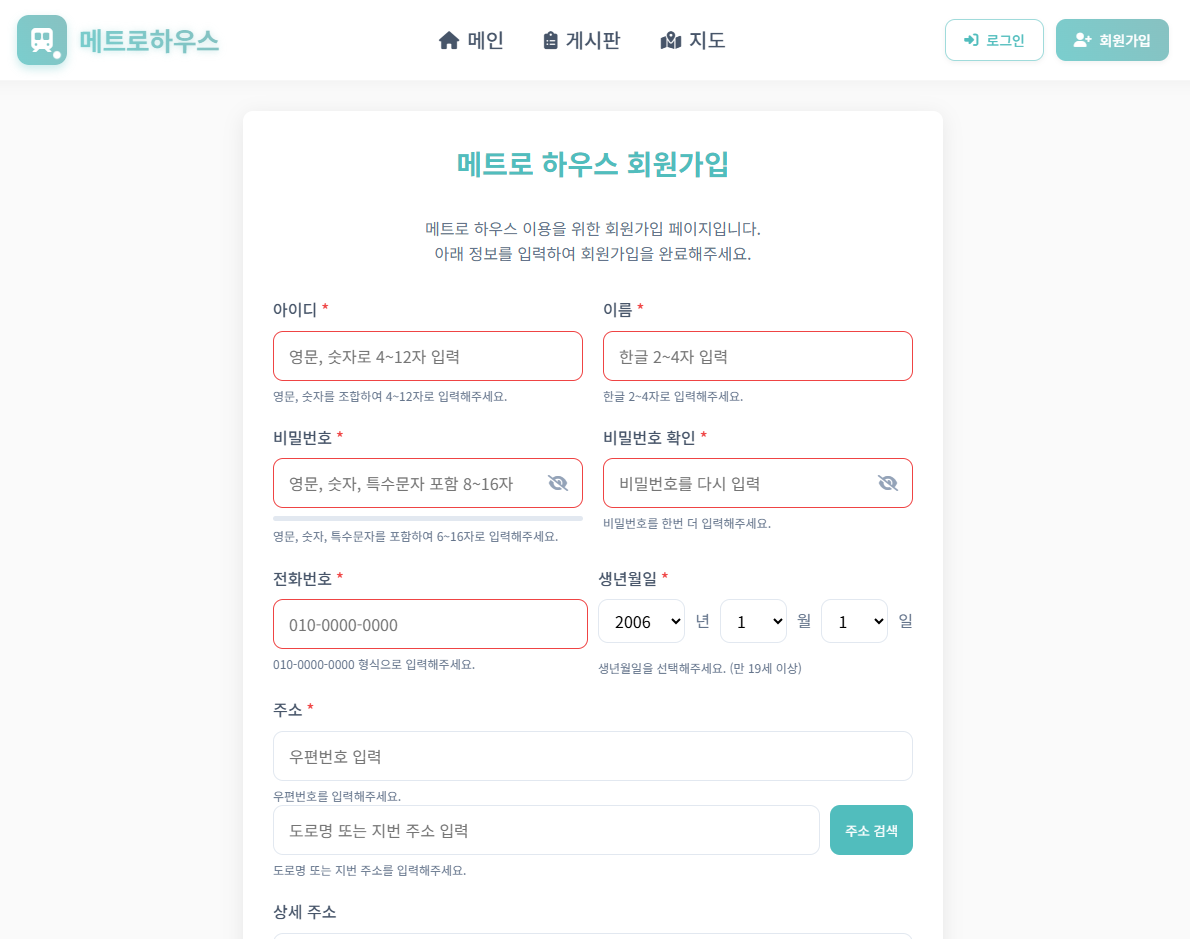 메트로하우스
메인
게시판
지도
로그인
회원가입
메트로 하우스 회원가입
메트로 하우스 이용을 위한 회원가입 페이지입니다.
아래 정보를 입력하여 회원가입을 완료해주세요.
아이디 *
이름 *
영문, 숫자로 4~12자 입력
한글 2~4자 입력
영문, 숫자를 조합하여 4~12자로 입력해주세요.
한글 2~4자로 입력해주세요.
비밀번호 *
비밀번호 확인 *
영문, 숫자, 특수문자 포함 8~16자
비밀번호를 다시 입력
영문, 숫자, 특수문자를 포함하여 6~16자로 입력해주세요.
비밀번호를 한번 더 입력해주세요.
전화번호 *
생년월일 *
010-0000-0000
2006 년 1 월 1 일
010-0000-0000 형식으로 입력해주세요.
생년월일을 선택해주세요. (만 19세 이상)
주소 *
우편번호 입력
우편번호를 입력해주세요.
도로명 또는 지번 주소 입력
주소 검색
도로명 또는 지번 주소를 입력해주세요.
상세 주소